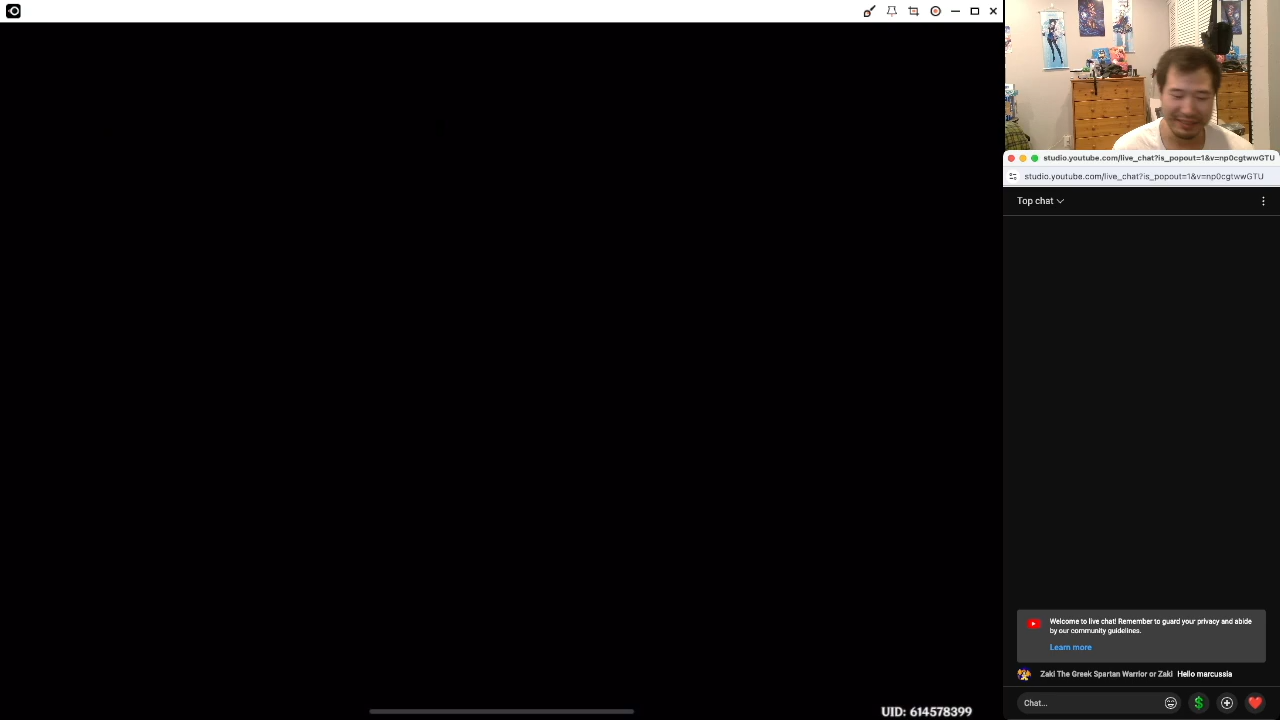 studio.youtube.com/live_chat?is_popout=1&v=np0cgtwwGTU
studio.youtube.com/live_chat?is_popout=1&v=np0cgtwwGTU
Top chat
Welcome to live chat! Remember to guard your privacy and abide
by our community guidelines.
Learn more
Zaki The Greek Spartan Warrior or Zaki Hello marcussia
Chat...
UID: 614578399